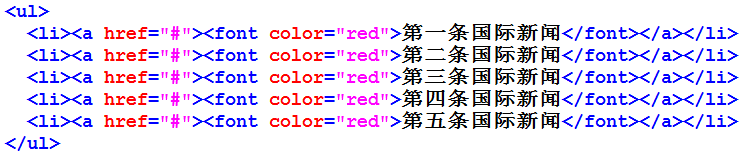 <ul>
  <li><a href="#"><font color="red">第一条国际新闻</font></a></li>
  <li><a href="#"><font color="red">第二条国际新闻</font></a></li>
  <li><a href="#"><font color="red">第三条国际新闻</font></a></li>
  <li><a href="#"><font color="red">第四条国际新闻</font></a></li>
  <li><a href="#"><font color="red">第五条国际新闻</font></a></li>
</ul>